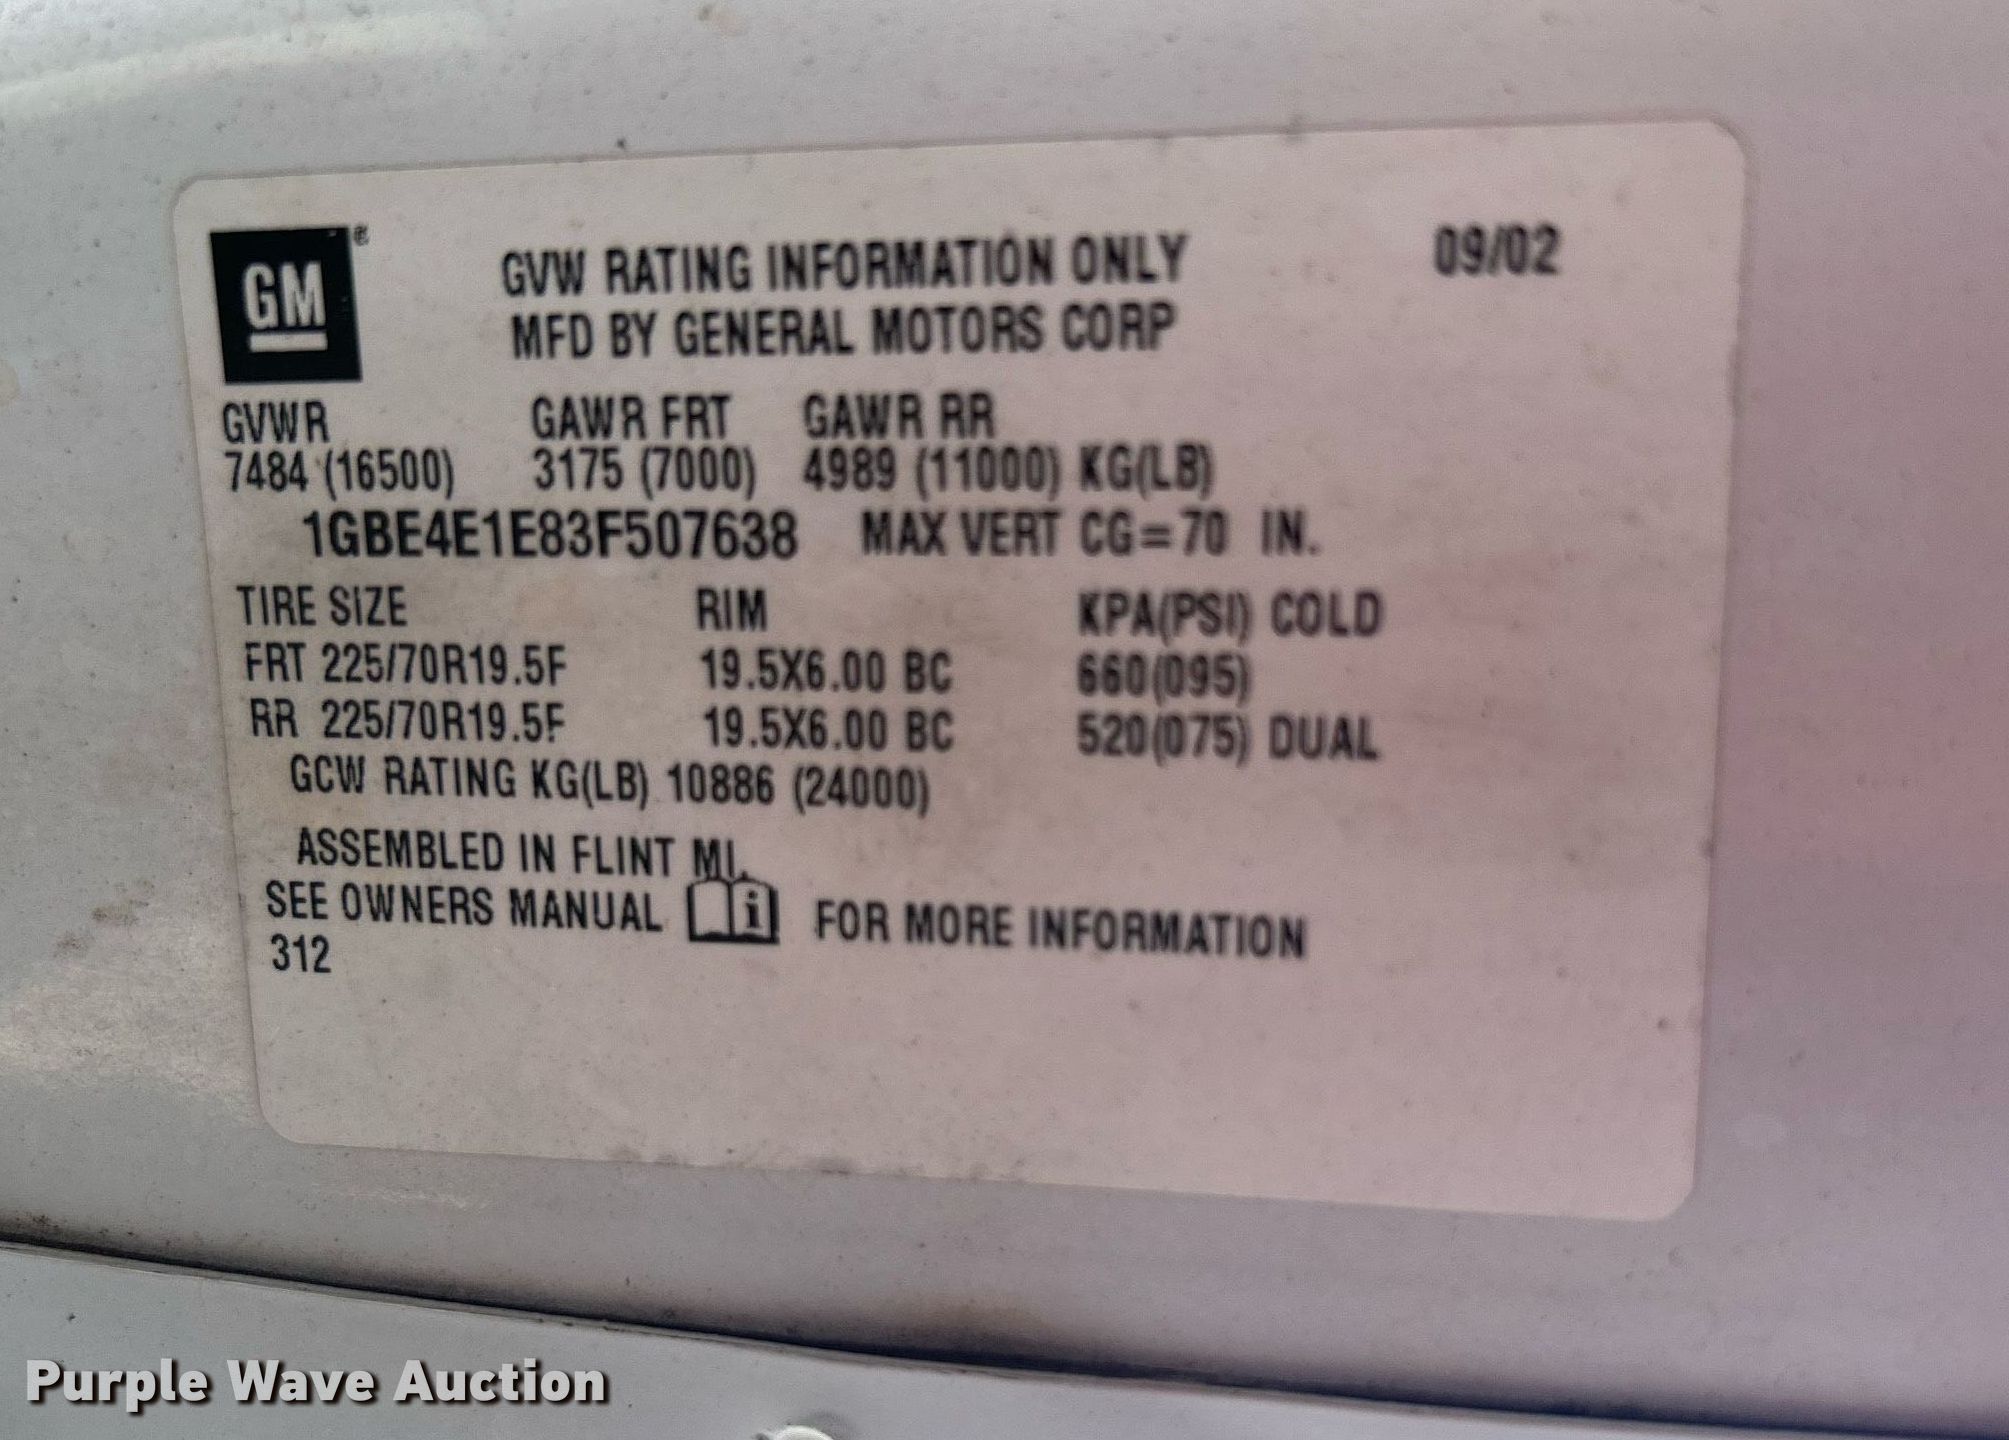 GM ®
GVW RATING INFORMATION ONLY 09/02
MFD BY GENERAL MOTORS CORP
GVWR GAWR FRT GAWR RR
7484 (16500) 3175 (7000) 4989 (11000) KG(LB)
1GBE4E1E83F507638 MAX VERT CG=70 IN.
TIRE SIZE RIM KPA(PSI) COLD
FRT 225/70R19.5F 19.5X6.00 BC 660(095)
RR 225/70R19.5F 19.5X6.00 BC 520(075) DUAL
GCW RATING KG(LB) 10886 (24000)
ASSEMBLED IN FLINT MI.
SEE OWNERS MANUAL i FOR MORE INFORMATION
312
Purple Wave Auction